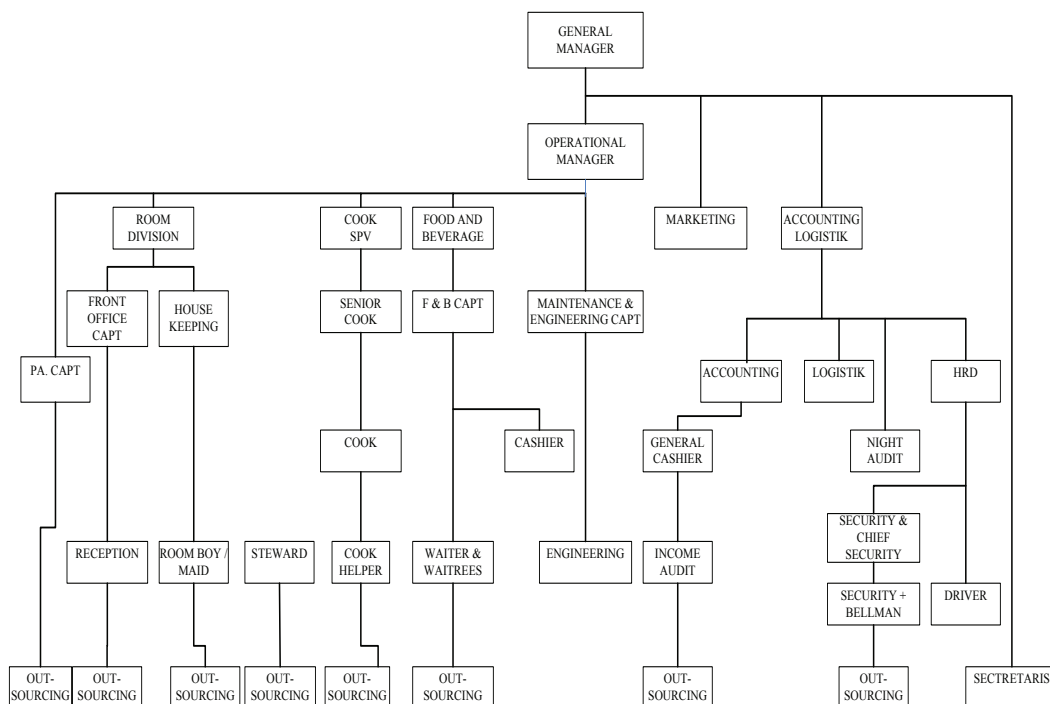 GENERAL
MANAGER
OPERATIONAL
MANAGER
ROOM
DIVISION
COOK
SPV
FOOD AND
BEVERAGE
MARKETING
ACCOUNTING
LOGISTIK
FRONT
OFFICE
CAPT
HOUSE
KEEPING
SENIOR
COOK
F & B CAPT
MAINTENANCE &
ENGINEERING CAPT
PA. CAPT
ACCOUNTING
LOGISTIK
HRD
COOK
CASHIER
GENERAL
CASHIER
NIGHT
AUDIT
SECURITY &
CHIEF
SECURITY
RECEPTION
ROOM BOY /
MAID
STEWARD
COOK
HELPER
WAITER &
WAITREES
ENGINEERING
INCOME
AUDIT
SECURITY +
BELLMAN
DRIVER
OUT-
SOURCING
OUT-
SOURCING
OUT-
SOURCING
OUT-
SOURCING
OUT-
SOURCING
OUT-
SOURCING
OUT-
SOURCING
OUT-
SOURCING
SECTRETARIS